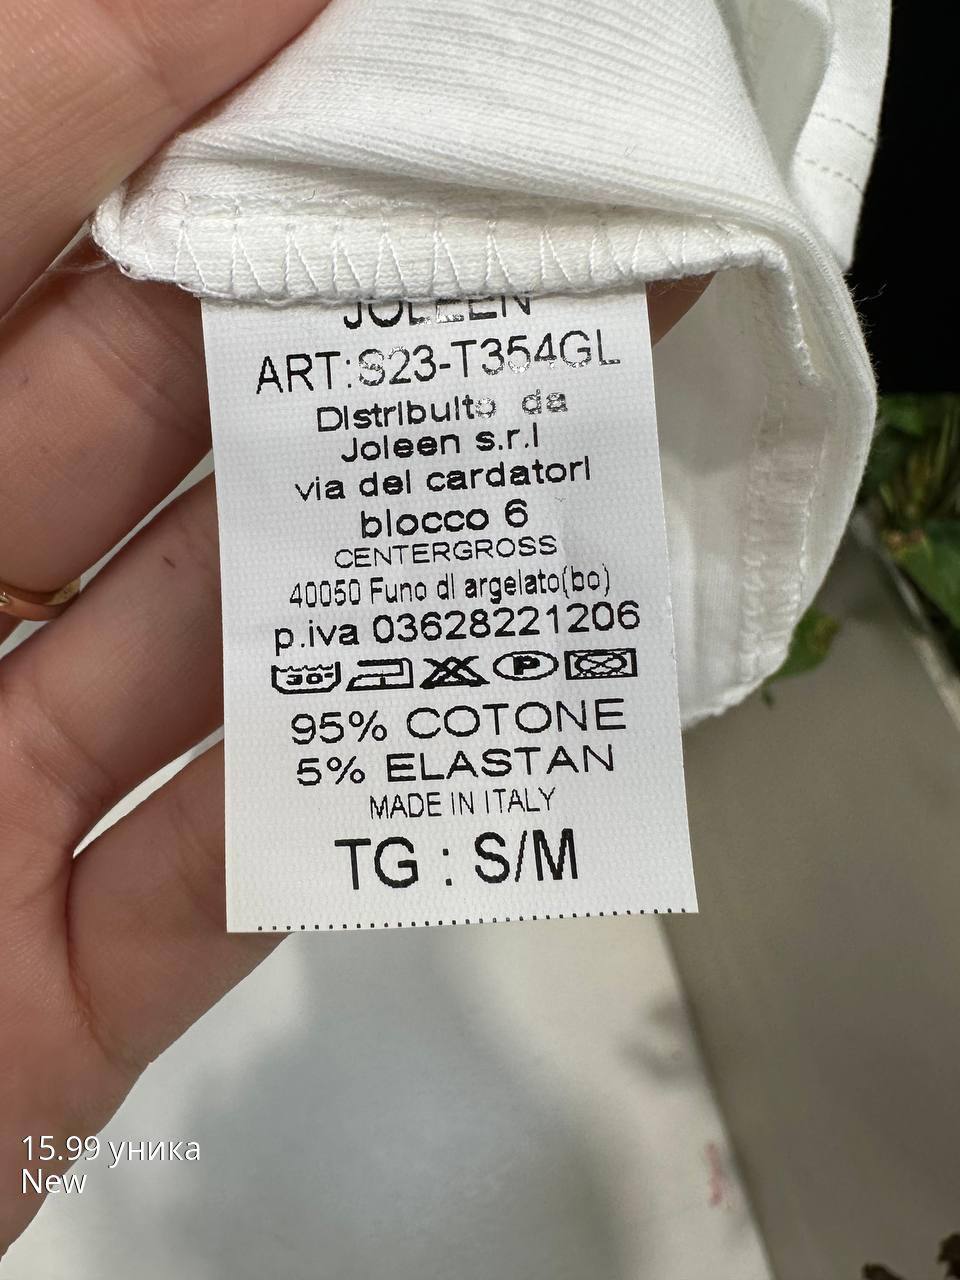 JOLEEN
ART:S23-T354GL
Distribuito da
Joleen s.r.l
via dei cardatori
blocco 6
CENTERGROSS
40050 Funo di argelato(bo)
p.iva 03628221206
30° P
95% COTONE
5% ELASTAN
MADE IN ITALY
TG : S/M
15.99 уника
New